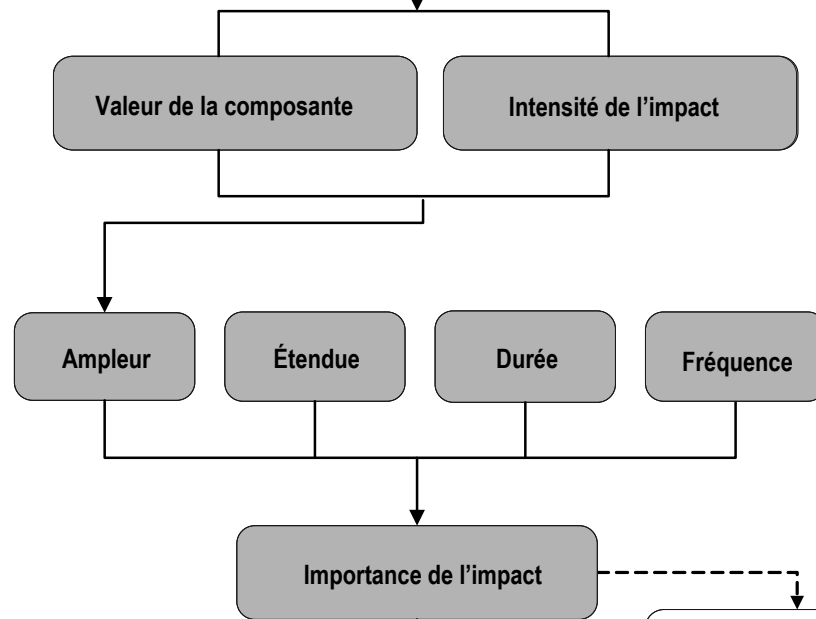 Valeur de la composante
Intensité de l’impact
Ampleur
Étendue
Durée
Fréquence
Importance de l’impact